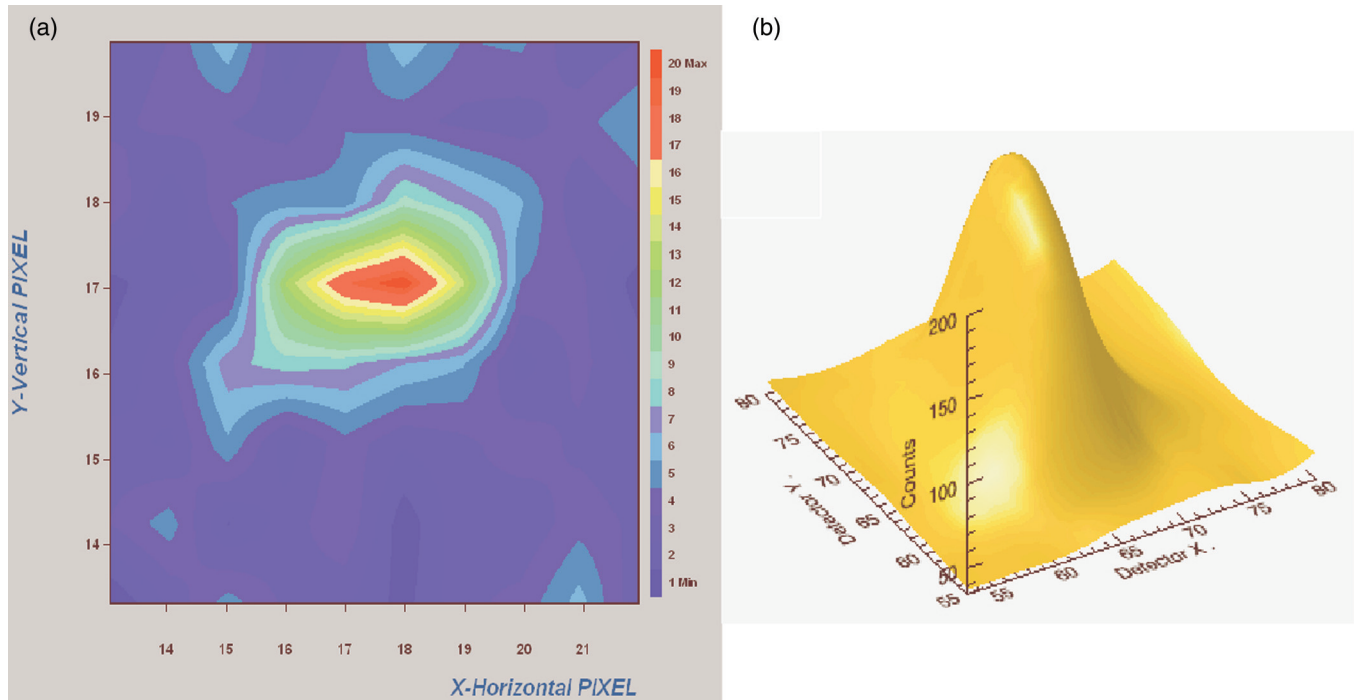 (a)
(b)
20 Max
19
18
17
16
15
14
13
12
11
10
9
8
7
6
5
4
3
2
1 Min
19
18
17
16
15
14
Y-Vertical PIXEL
14 15 16 17 18 19 20 21
X-Horizontal PIXEL
200
150
100
50
Counts
80 75 70 65 60 55
Detector Y .
55 60 65 70 75 80
Detector X .